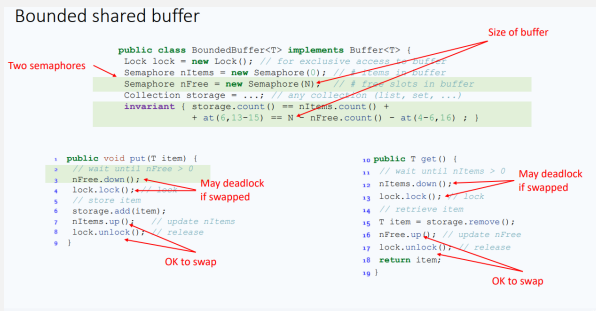 Bounded shared buffer
Size of buffer
Two semaphores
public class BoundedBuffer<T> implements Buffer<T> {
Lock lock = new Lock(); // for exclusive access to buffer
Semaphore nItems = new Semaphore(0); // # items in buffer
Semaphore nFree = new Semaphore(N); // # free slots in buffer
Collection storage = ...; // any collection (list, set, ...)
invariant { storage.count() == nItems.count() +
+ at(6,13-15) == N - nFree.count() - at(4-6,16) ; }
1 public void put(T item) {
2 // wait until nFree > 0
3 nFree.down();
4 lock.lock(); // lock
5 // store item
6 storage.add(item);
7 nItems.up(); // update nItems
8 lock.unlock(); // release
9 }
May deadlock
if swapped
OK to swap
10 public T get() {
11 // wait until nItems > 0
12 nItems.down();
13 lock.lock(); // lock
14 // retrieve item
15 T item = storage.remove();
16 nFree.up(); // update nFree
17 lock.unlock(); // release
18 return item;
19 }
May deadlock
if swapped
OK to swap